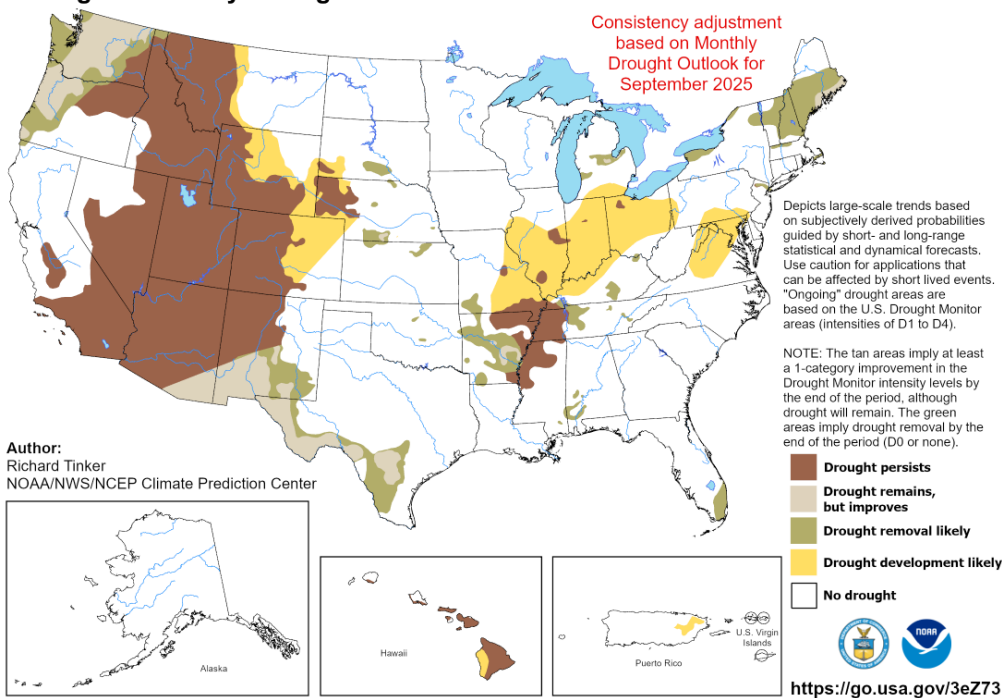 Consistency adjustment
based on Monthly
Drought Outlook for
September 2025
Depicts large-scale trends based
on subjectively derived probabilities
guided by short- and long-range
statistical and dynamical forecasts.
Use caution for applications that
can be affected by short lived events.
"Ongoing" drought areas are
based on the U.S. Drought Monitor
areas (intensities of D1 to D4).
NOTE: The tan areas imply at least
a 1-category improvement in the
Drought Monitor intensity levels by
the end of the period, although
drought will remain. The green
areas imply drought removal by the
end of the period (D0 or none).
Author:
Richard Tinker
NOAA/NWS/NCEP Climate Prediction Center
Drought persists
Drought remains,
but improves
Drought removal likely
Drought development likely
No drought
Alaska
Hawaii
Puerto Rico
U.S. Virgin
Islands
NOAA
https://go.usa.gov/3eZ73